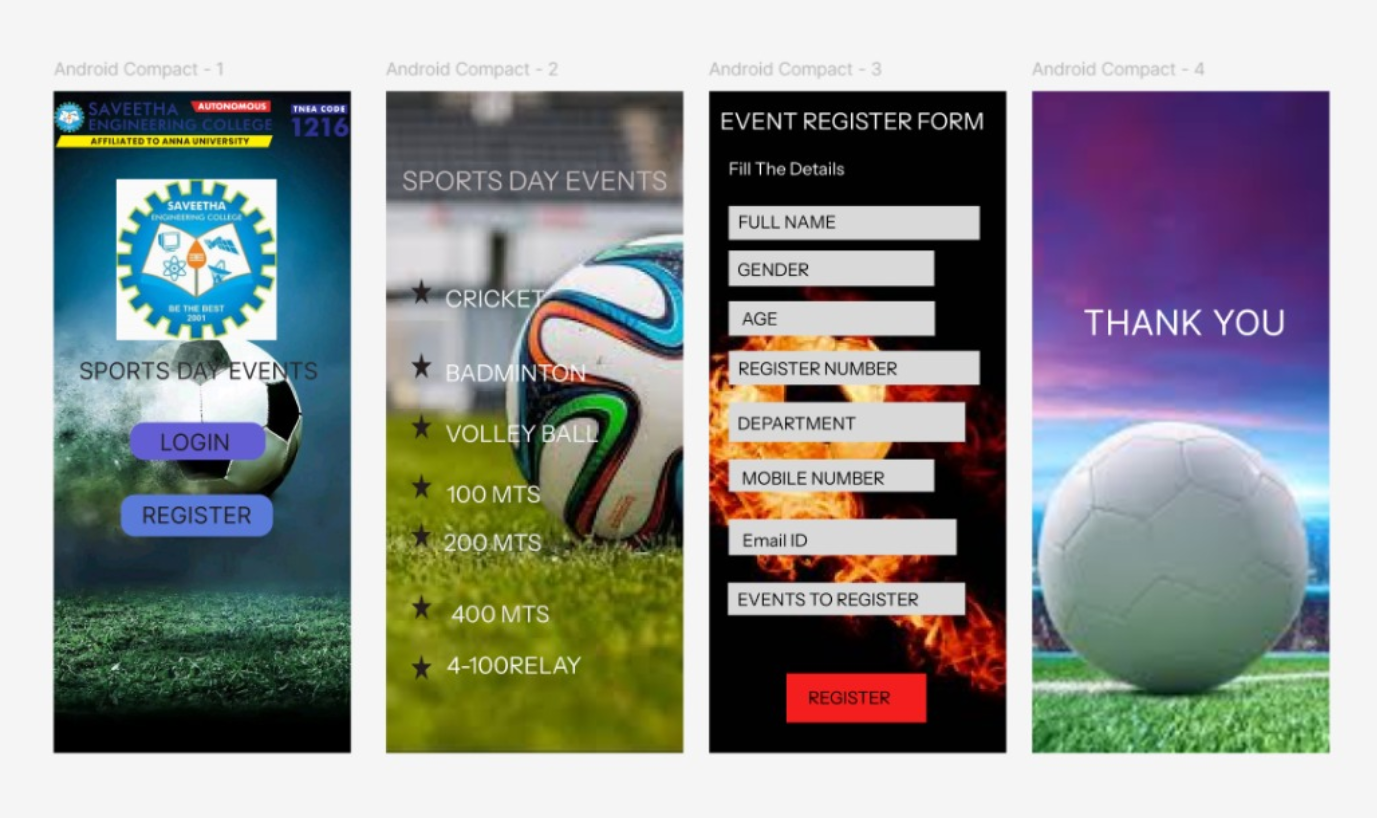 Android Compact - 1
SAVEETHA AUTONOMOUS
ENGINEERING COLLEGE
AFFILIATED TO ANNA UNIVERSITY
TNEA CODE
1216
SAVEETHA
ENGINEERING COLLEGE
BE THE BEST
2001
SPORTS DAY EVENTS
LOGIN
REGISTER
Android Compact - 2
SPORTS DAY EVENTS
CRICKET
BADMINTON
VOLLEY BALL
100 MTS
200 MTS
400 MTS
4-100RELAY
Android Compact - 3
EVENT REGISTER FORM
Fill The Details
FULL NAME
GENDER
AGE
REGISTER NUMBER
DEPARTMENT
MOBILE NUMBER
Email ID
EVENTS TO REGISTER
REGISTER
Android Compact - 4
THANK YOU